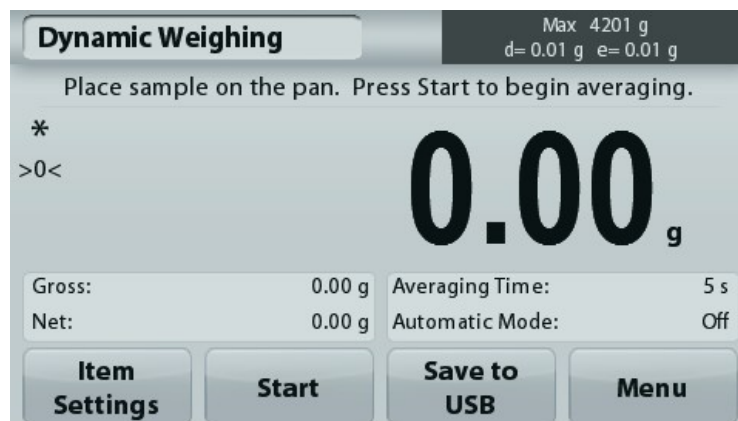 Dynamic Weighing
Max 4201 g
d= 0.01 g e= 0.01 g
Place sample on the pan. Press Start to begin averaging.
*
>0<
0.00 g
Gross: 0.00 g
Net: 0.00 g
Averaging Time: 5 s
Automatic Mode: Off
Item
Settings
Start
Save to
USB
Menu